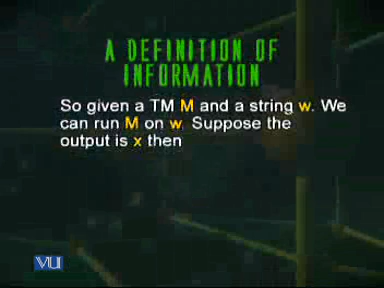 A DEFINITION OF
INFORMATION
So given a TM M and a string w. We
can run M on w. Suppose the
output is x then
VU